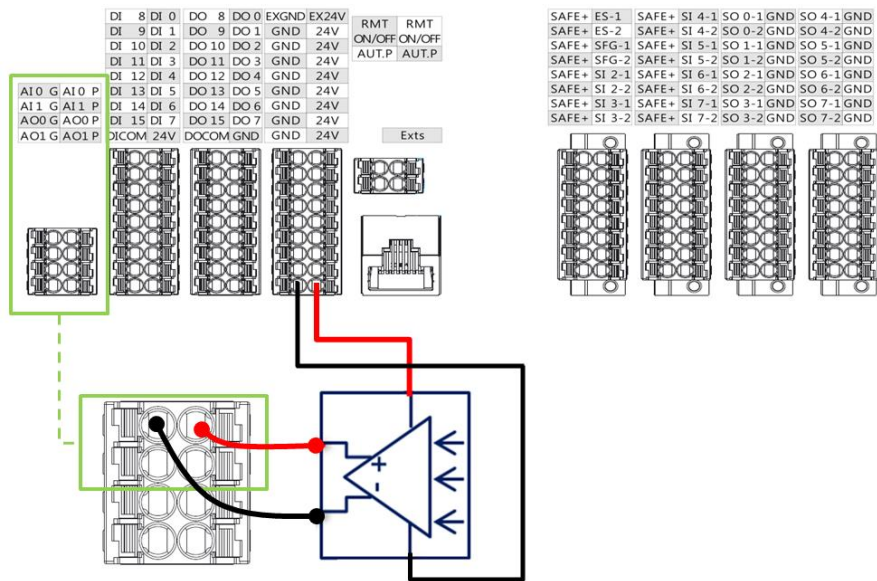 DI 8 DI 0 DO 8 DO 0 EXGND EX24V
DI 9 DI 1 DO 9 DO 1 GND 24V
DI 10 DI 2 DO 10 DO 2 GND 24V
DI 11 DI 3 DO 11 DO 3 GND 24V
DI 12 DI 4 DO 12 DO 4 GND 24V
DI 13 DI 5 DO 13 DO 5 GND 24V
DI 14 DI 6 DO 14 DO 6 GND 24V
DI 15 DI 7 DO 15 DO 7 GND 24V
DICOM 24V DOCOM GND GND 24V
AI0 G AI0 P
AI1 G AI1 P
AO0 G AO0 P
AO1 G AO1 P
RMT RMT
ON/OFF ON/OFF
AUT.P AUT.P
Exts
SAFE+ ES-1 SAFE+ SI 4-1 SO 0-1 GND SO 4-1 GND
SAFE+ ES-2 SAFE+ SI 4-2 SO 0-2 GND SO 4-2 GND
SAFE+ SFG-1 SAFE+ SI 5-1 SO 1-1 GND SO 5-1 GND
SAFE+ SFG-2 SAFE+ SI 5-2 SO 1-2 GND SO 5-2 GND
SAFE+ SI 2-1 SAFE+ SI 6-1 SO 2-1 GND SO 6-1 GND
SAFE+ SI 2-2 SAFE+ SI 6-2 SO 2-2 GND SO 6-2 GND
SAFE+ SI 3-1 SAFE+ SI 7-1 SO 3-1 GND SO 7-1 GND
SAFE+ SI 3-2 SAFE+ SI 7-2 SO 3-2 GND SO 7-2 GND
+
-